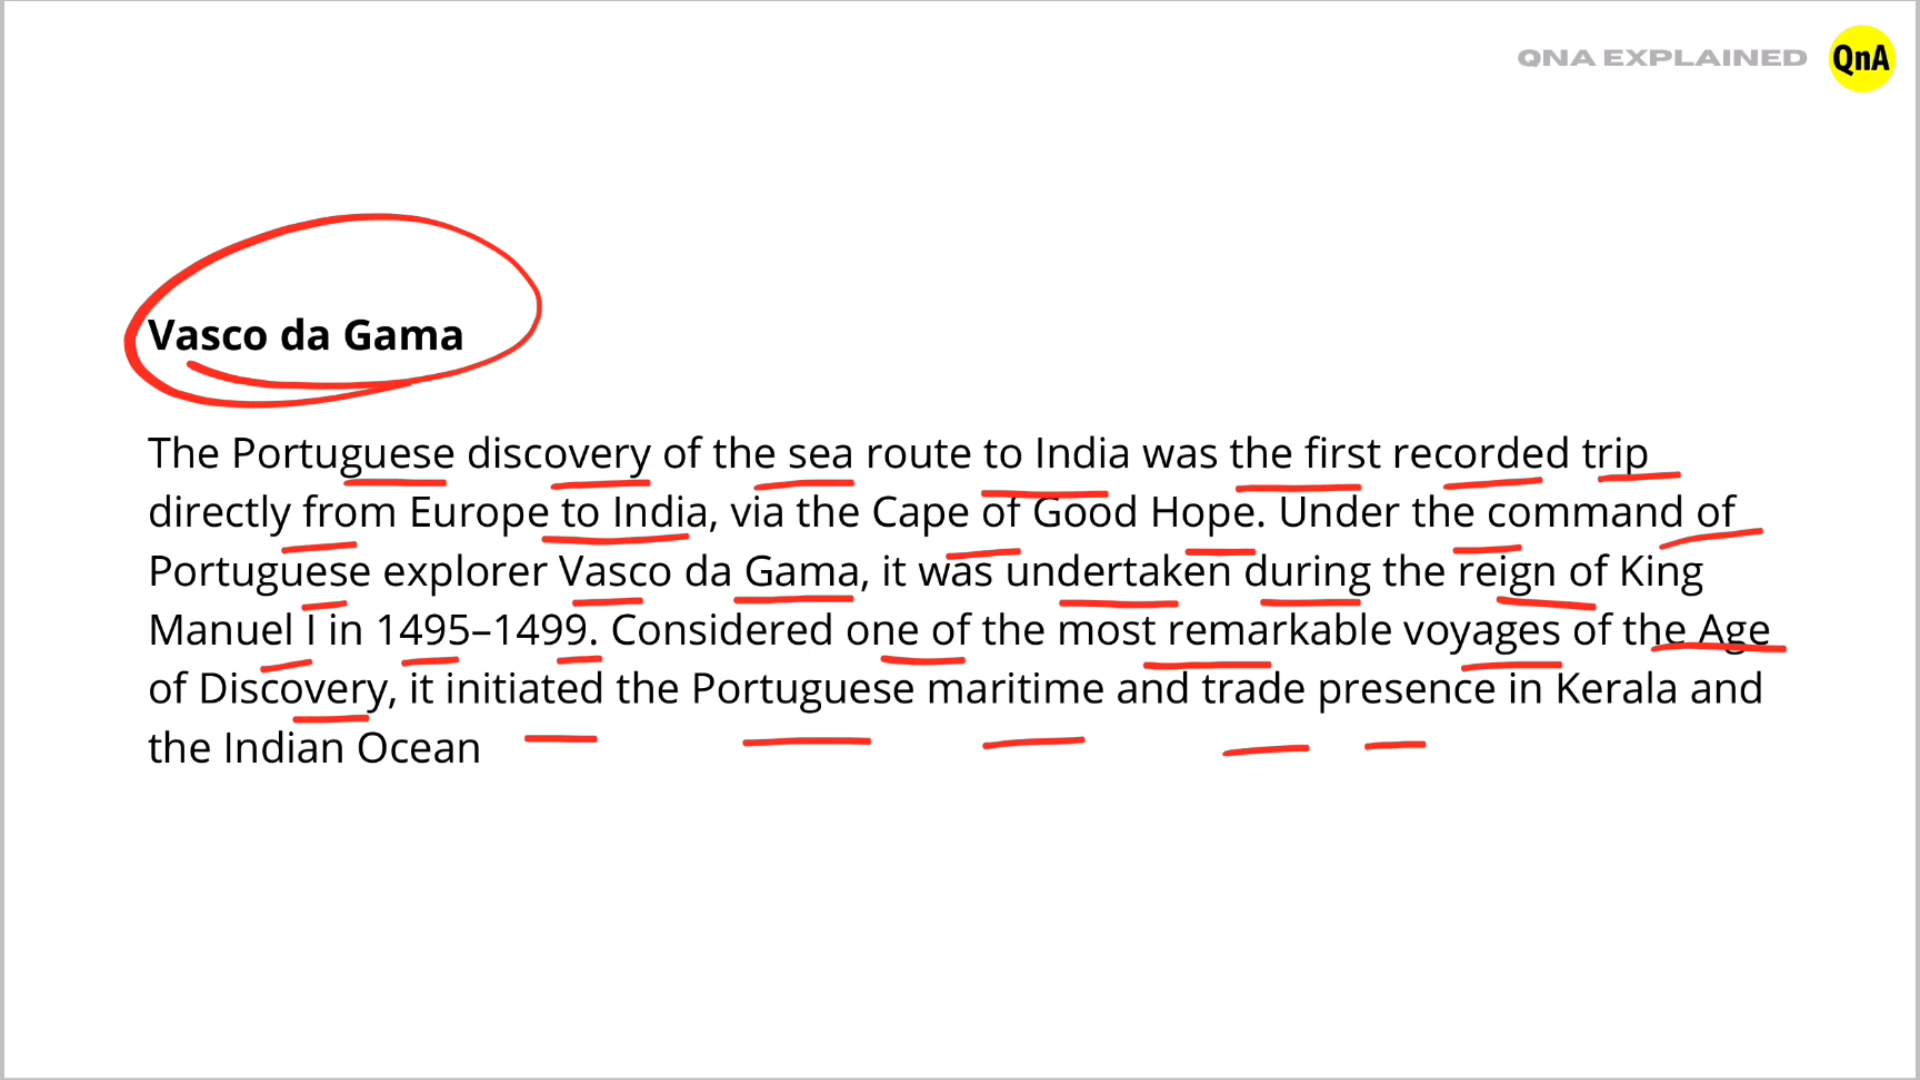 QNA EXPLAINED QnA
Vasco da Gama
The Portuguese discovery of the sea route to India was the first recorded trip
directly from Europe to India, via the Cape of Good Hope. Under the command of
Portuguese explorer Vasco da Gama, it was undertaken during the reign of King
Manuel I in 1495–1499. Considered one of the most remarkable voyages of the Age
of Discovery, it initiated the Portuguese maritime and trade presence in Kerala and
the Indian Ocean